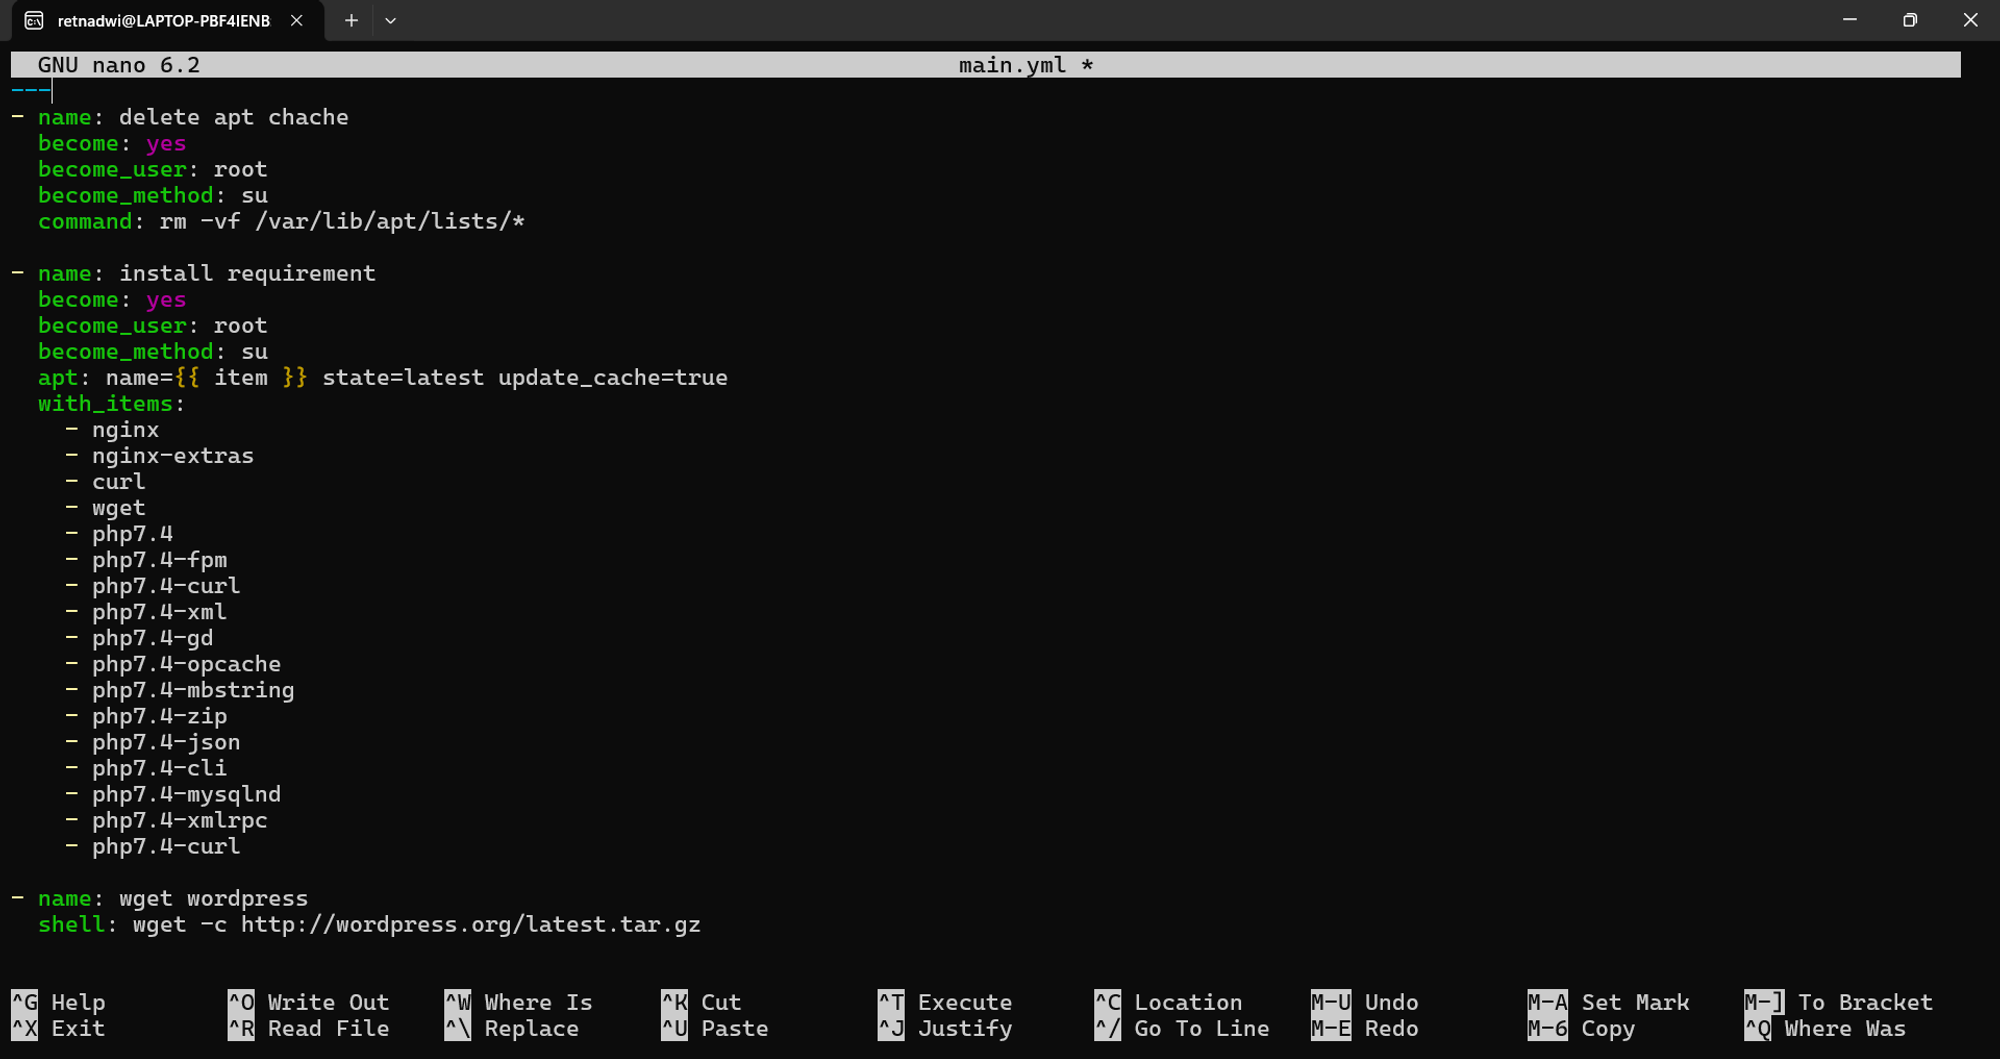 retnadwi@LAPTOP-PBF4IENB
GNU nano 6.2 main.yml *
---
- name: delete apt chache
  become: yes
  become_user: root
  become_method: su
  command: rm -vf /var/lib/apt/lists/*

- name: install requirement
  become: yes
  become_user: root
  become_method: su
  apt: name={{ item }} state=latest update_cache=true
  with_items:
    - nginx
    - nginx-extras
    - curl
    - wget
    - php7.4
    - php7.4-fpm
    - php7.4-curl
    - php7.4-xml
    - php7.4-gd
    - php7.4-opcache
    - php7.4-mbstring
    - php7.4-zip
    - php7.4-json
    - php7.4-cli
    - php7.4-mysqlnd
    - php7.4-xmlrpc
    - php7.4-curl

- name: wget wordpress
  shell: wget -c http://wordpress.org/latest.tar.gz

^G Help ^O Write Out ^W Where Is ^K Cut ^T Execute ^C Location M-U Undo M-A Set Mark M-] To Bracket
^X Exit ^R Read File ^\ Replace ^U Paste ^J Justify ^/ Go To Line M-E Redo M-6 Copy ^Q Where Was